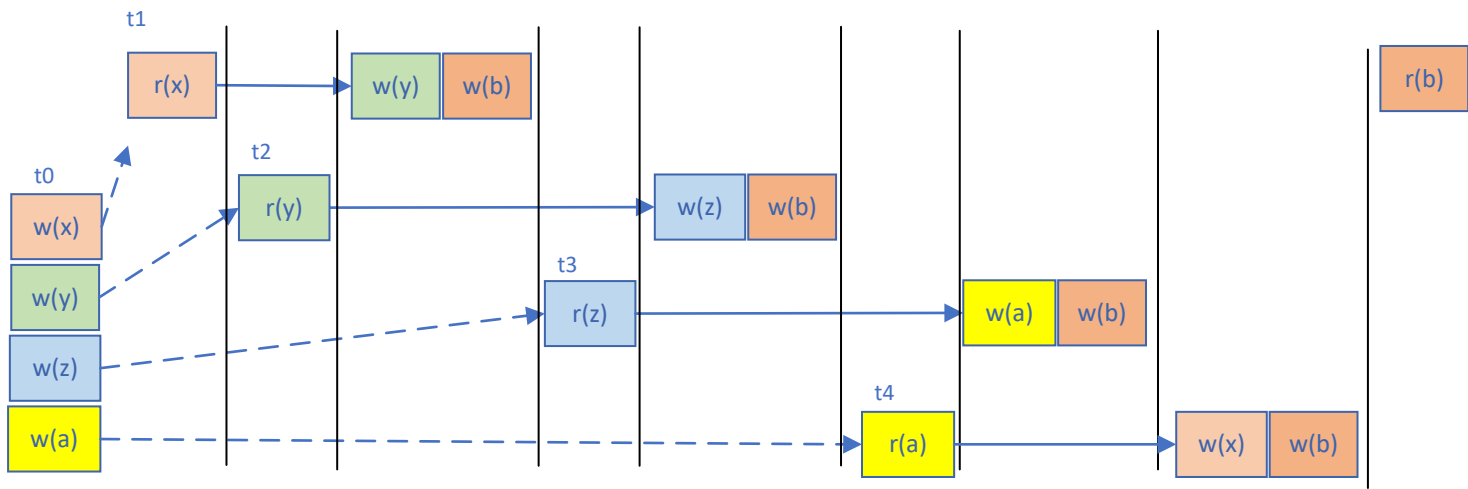 t1
r(x)
w(y) w(b)
r(b)
t2
r(y)
w(z) w(b)
t0
w(x)
w(y)
w(z)
w(a)
t3
r(z)
w(a) w(b)
t4
r(a)
w(x) w(b)